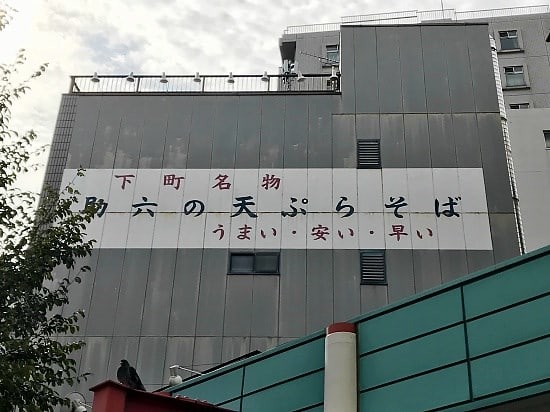 下町名物
助六の天ぷらそば
うまい・安い・早い